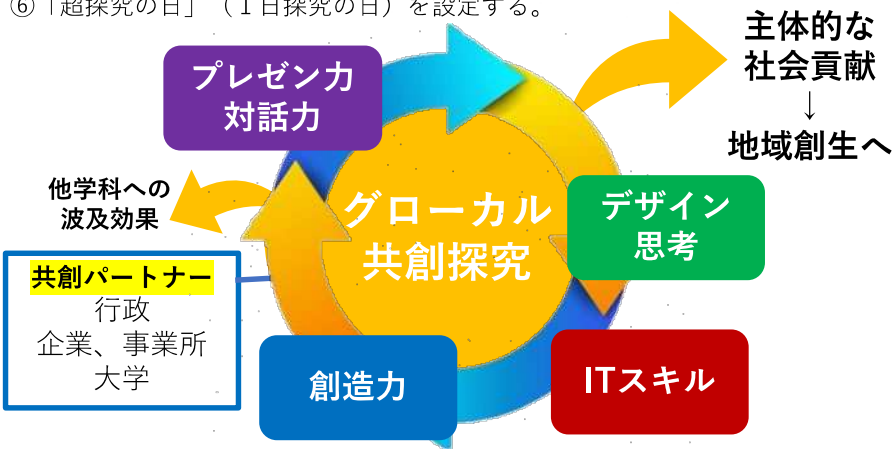 ⑥「超探究の日」（１日探究の日）を設定する。
主体的な
社会貢献
↓
地域創生へ
プレゼン力
対話力
他学科への
波及効果
グローカル
共創探究
デザイン
思考
共創パートナー
行政
企業、事業所
大学
創造力
ITスキル